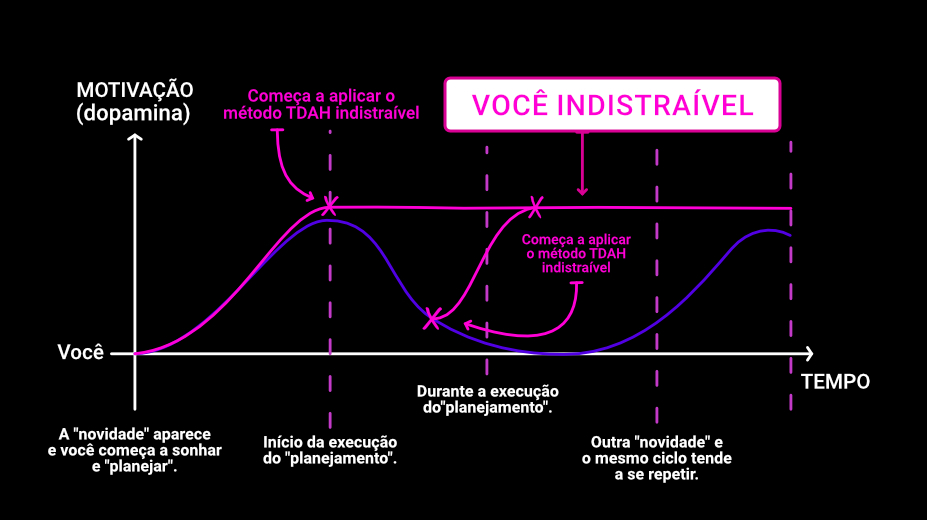 MOTIVAÇÃO
(dopamina)
Começa a aplicar o
método TDAH indistraível
VOCÊ INDISTRAÍVEL
Começa a aplicar
o método TDAH
indistraível
Você
TEMPO
A "novidade" aparece
e você começa a sonhar
e "planejar".
Início da execução
do "planejamento".
Durante a execução
do"planejamento".
Outra "novidade" e
o mesmo ciclo tende
a se repetir.